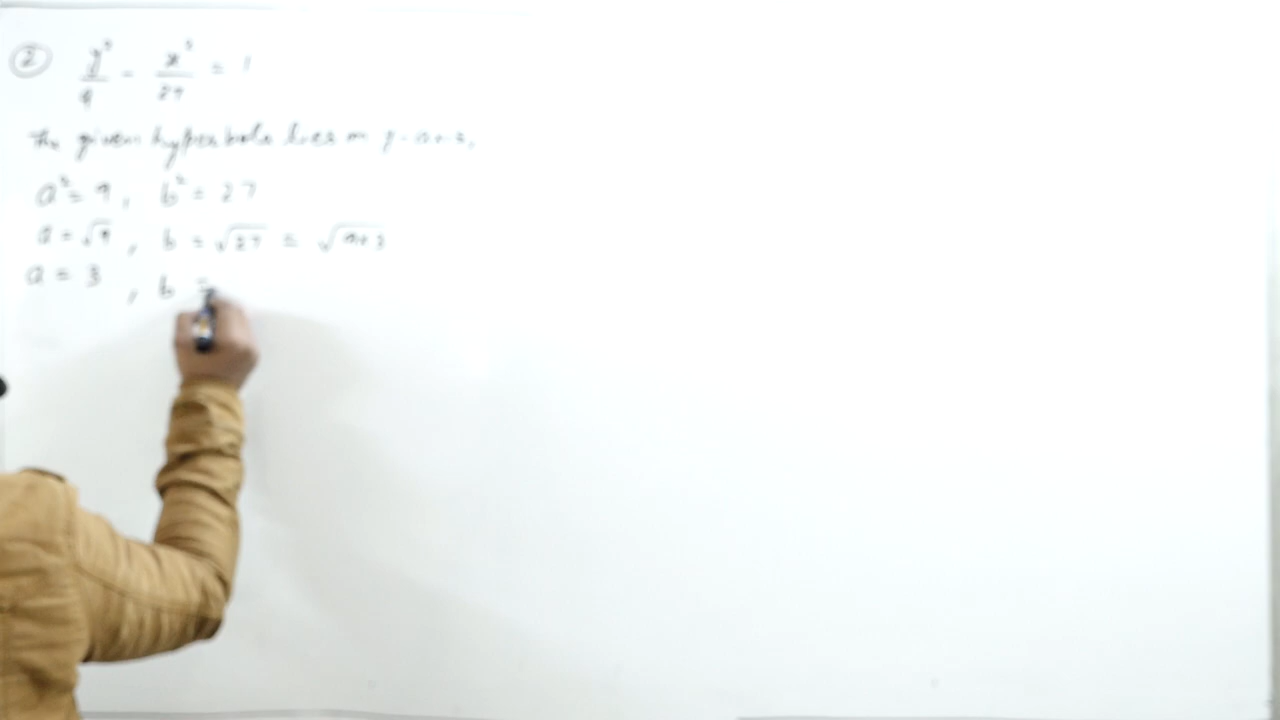 ② y²/9 - x²/27 = 1
The given hyperbola lies on y-axis,
a² = 9, b² = 27
a = √9, b = √27 = √9×3
a = 3, b =